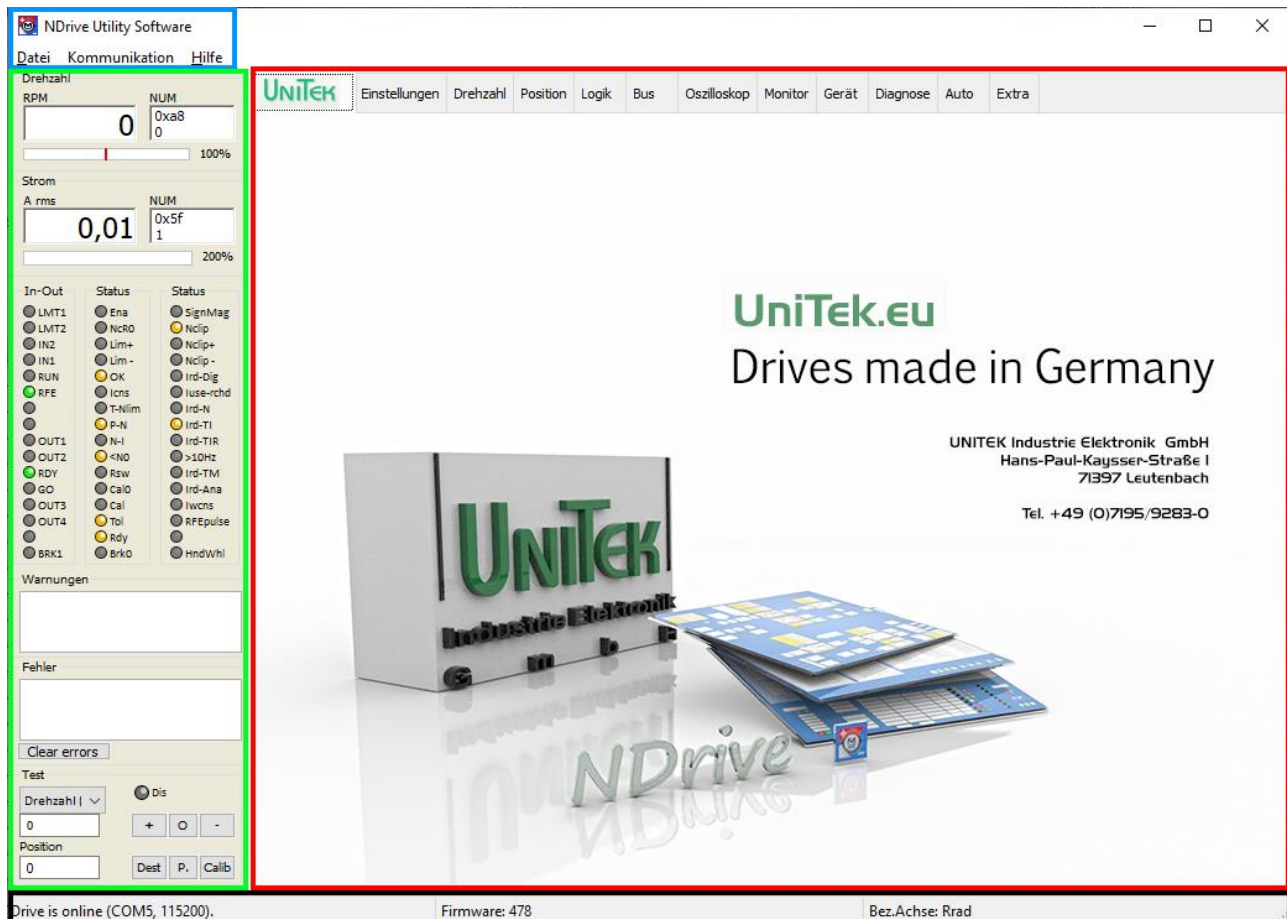 NDrive Utility Software
Datei Kommunikation Hilfe
Drehzahl
RPM NUM
0 0xa8
0
100%
Strom
A rms NUM
0,01 0x5f
1
200%
In-Out Status Status
LMT1 Ena SignMag
LMT2 NcR0 Nclip
IN2 Lim+ Nclip+
IN1 Lim - Nclip -
RUN OK Ird-Dig
RFE Icns Iuse-rchd
T-Nlim Ird-N
P-N Ird-TI
OUT1 N-I Ird-TIR
OUT2 <N0 >10Hz
RDY Rsw Ird-TM
GO Cal0 Ird-Ana
OUT3 Cal Iwcns
OUT4 Tol RFEpulse
Rdy
BRK1 Brk0 HndWhl
Warnungen
Fehler
Clear errors
Test
Drehzahl | Dis
0 + O -
Position
0 Dest P. Calib
UNITEK Einstellungen Drehzahl Position Logik Bus Oszilloskop Monitor Gerät Diagnose Auto Extra
UniTek.eu
Drives made in Germany
UNITEK Industrie Elektronik GmbH
Hans-Paul-Kaysser-Straße 1
71397 Leutenbach
Tel. +49 (0)7195/9283-0
UNITEK
Industrie Elektronik
G m b H
NDrive
Drive is online (COM5, 115200). Firmware: 478 Bez.Achse: Rrad